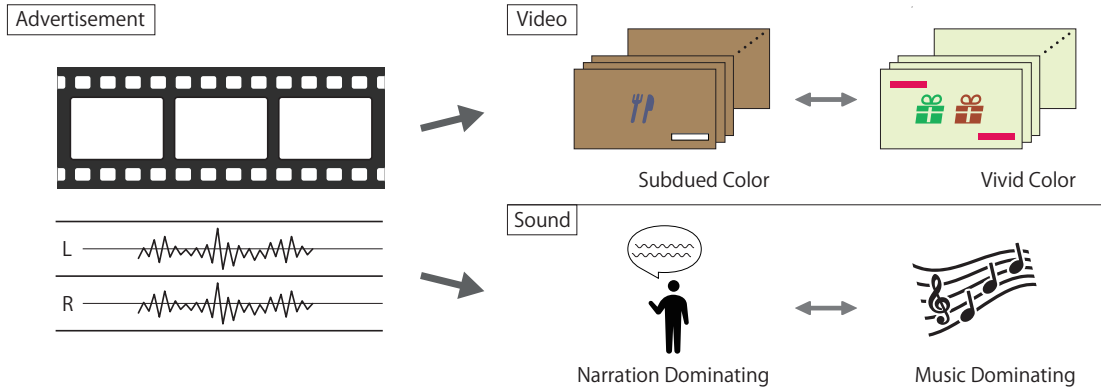 Advertisement
Video
Subdued Color
Vivid Color
L
R
Sound
Narration Dominating
Music Dominating